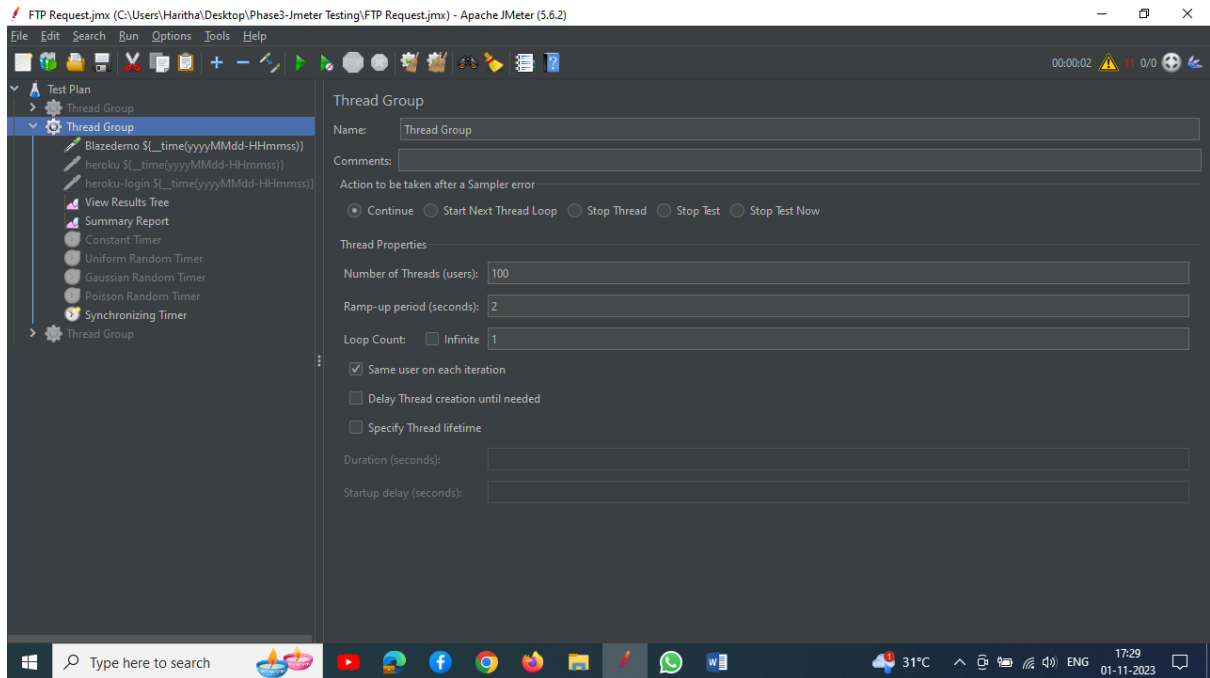 FTP Request.jmx (C:\Users\Haritha\Desktop\Phase3-Jmeter Testing\FTP Request.jmx) - Apache JMeter (5.6.2)
File Edit Search Run Options Tools Help
00:00:02 0/0
Test Plan
Thread Group
Thread Group
Blazedemo ${__time(yyyyMMdd-HHmmss)}
heroku ${__time(yyyyMMdd-HHmmss)}
heroku-login ${__time(yyyyMMdd-HHmmss)}
View Results Tree
Summary Report
Constant Timer
Uniform Random Timer
Gaussian Random Timer
Poisson Random Timer
Synchronizing Timer
Thread Group
Thread Group
Name: Thread Group
Comments:
Action to be taken after a Sampler error
Continue Start Next Thread Loop Stop Thread Stop Test Stop Test Now
Thread Properties
Number of Threads (users): 100
Ramp-up period (seconds): 2
Loop Count: Infinite 1
Same user on each iteration
Delay Thread creation until needed
Specify Thread lifetime
Duration (seconds):
Startup delay (seconds):
Type here to search
1
31°C
ENG
17:29
01-11-2023